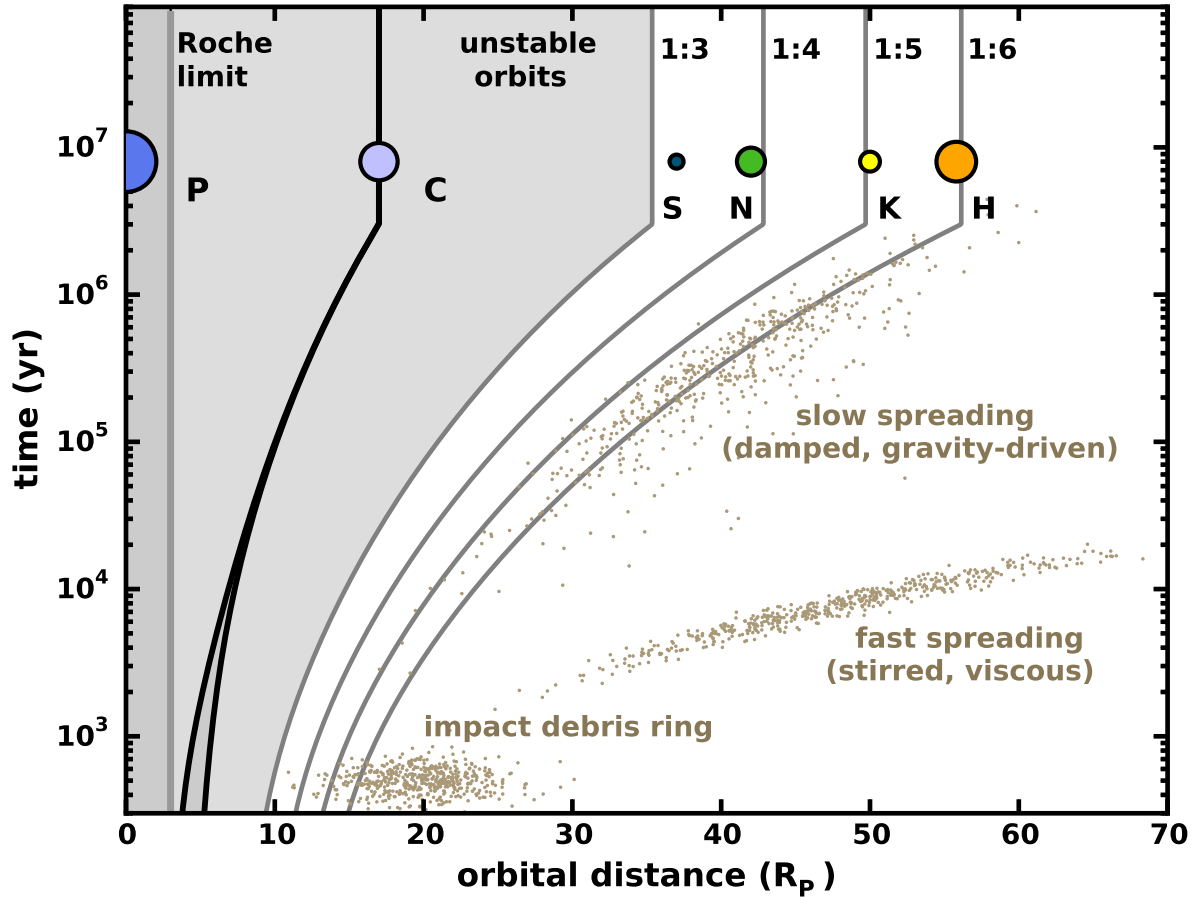 Roche
limit
unstable
orbits
1:3
1:4
1:5
1:6
P
C
S
N
K
H
slow spreading
(damped, gravity-driven)
fast spreading
(stirred, viscous)
impact debris ring
10⁷
10⁶
10⁵
10⁴
10³
time (yr)
0 10 20 30 40 50 60 70
orbital distance (R_P)